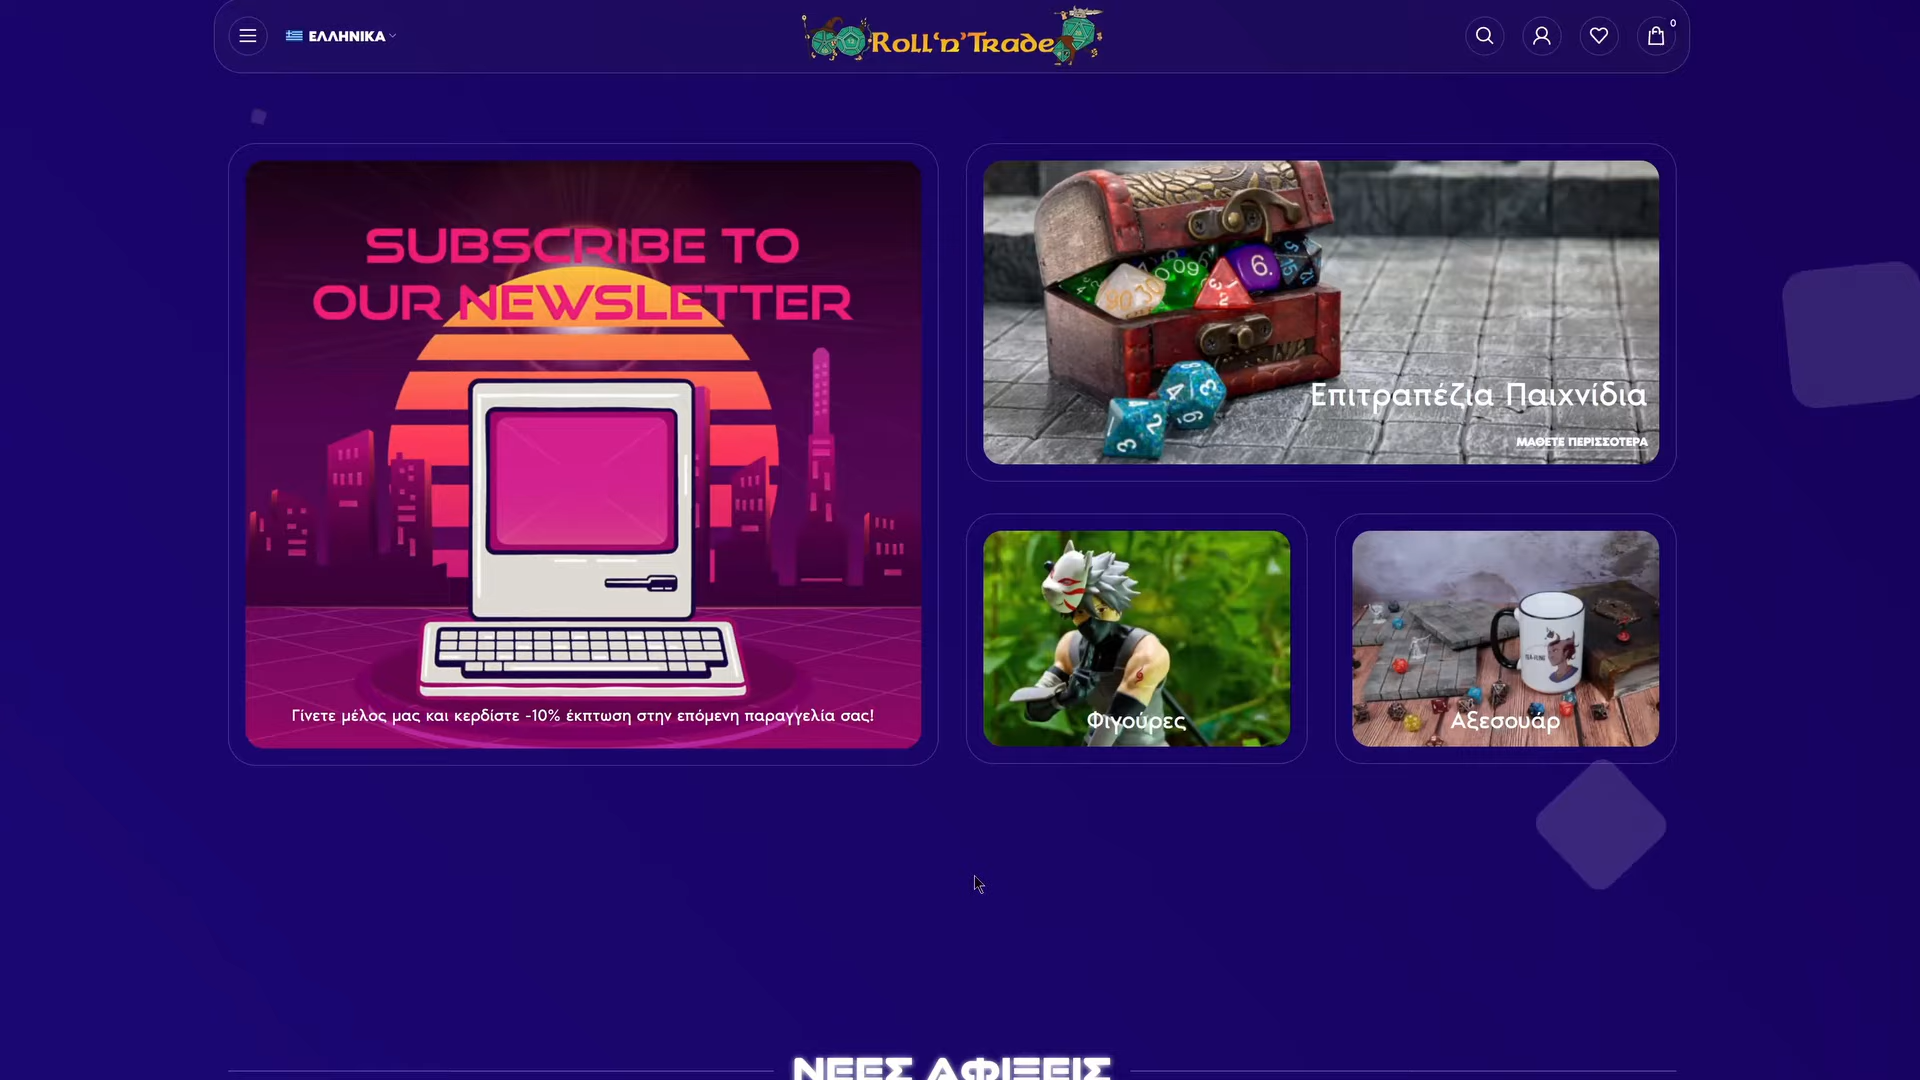 ΕΛΛΗΝΙΚΑ
Roll'n'Trade
0
SUBSCRIBE TO
OUR NEWSLETTER
Γίνετε μέλος μας και κερδίστε -10% έκπτωση στην επόμενη παραγγελία σας!
Επιτραπέζια Παιχνίδια
ΜΑΘΕΤΕ ΠΕΡΙΣΣΟΤΕΡΑ
Φιγούρες
Αξεσουάρ
ΝΕΕΣ ΑΦΙΞΕΙΣ